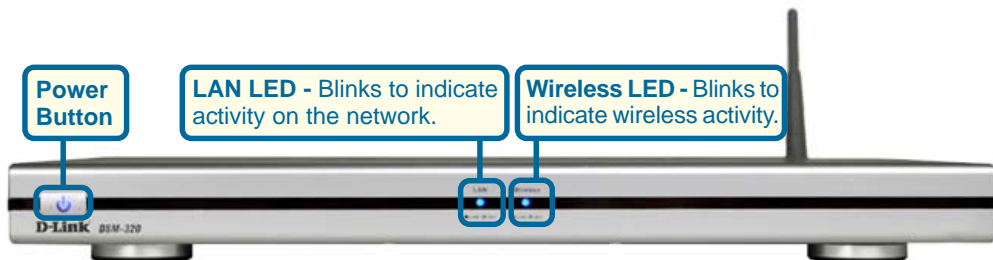 Power
Button
LAN LED - Blinks to indicate
activity on the network.
Wireless LED - Blinks to
indicate wireless activity.
LAN
Wireless
D-Link DSM-320